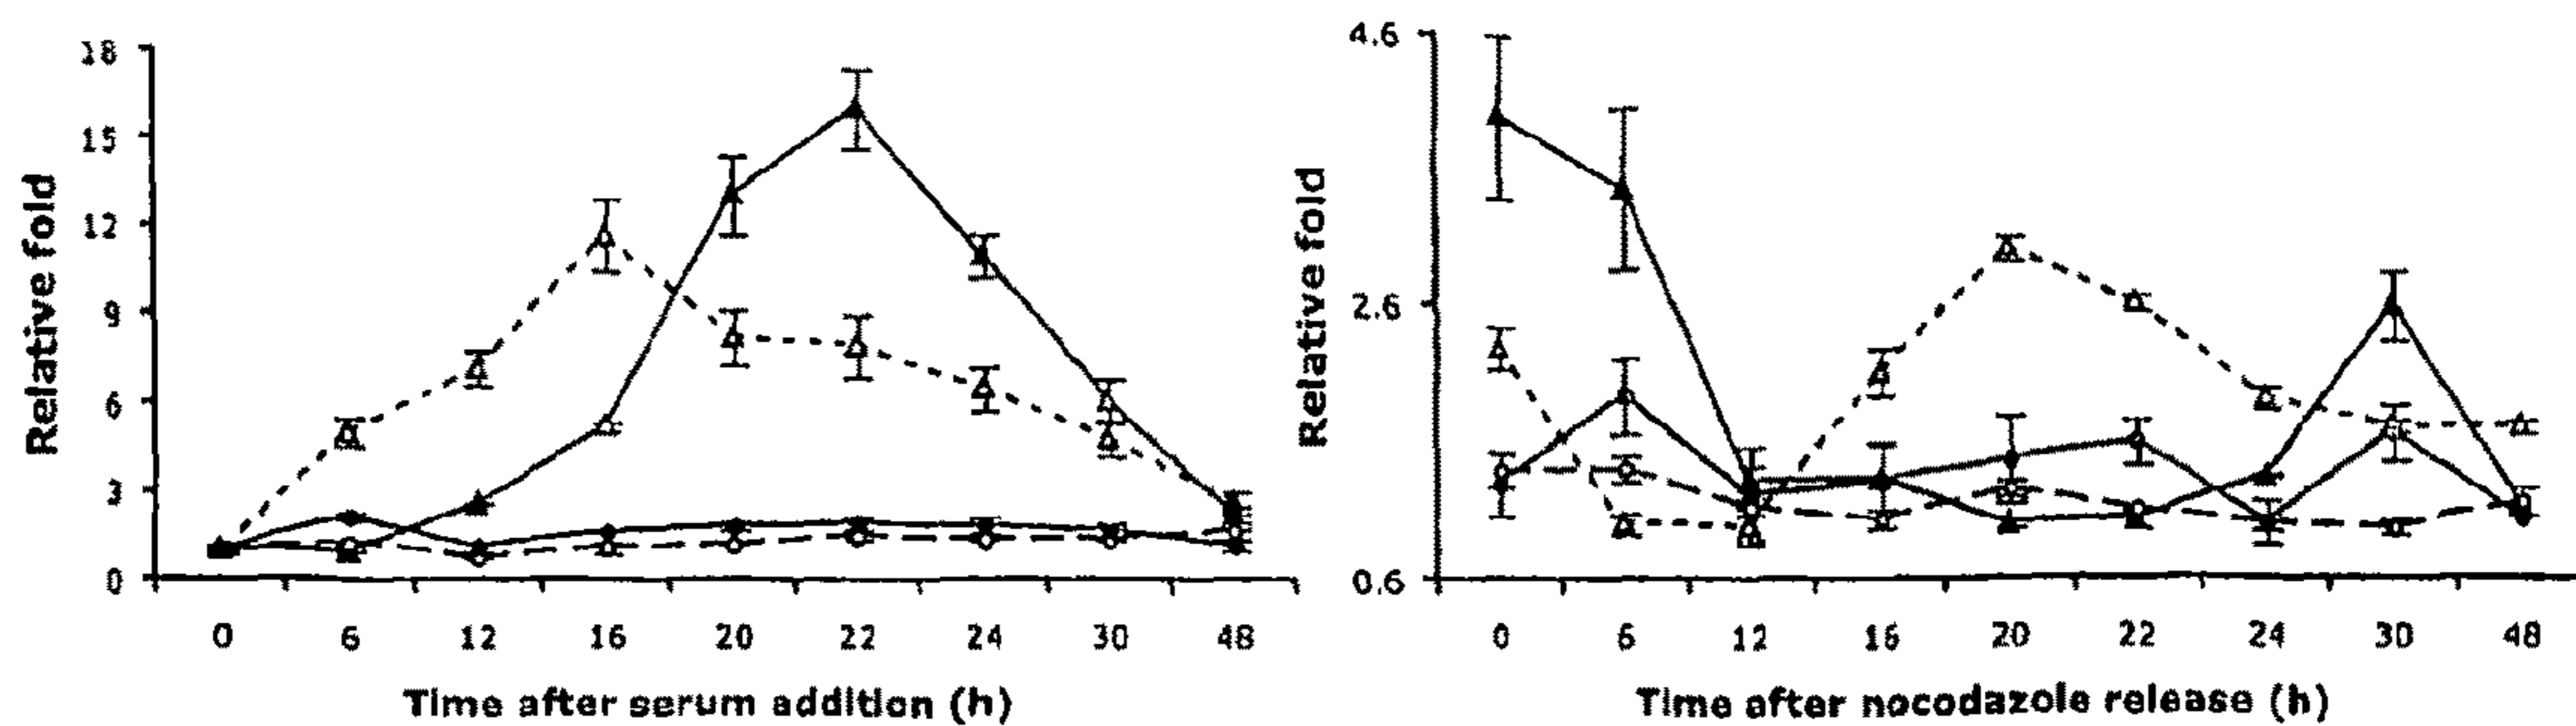 18
15
12
9
6
3
0
Relative fold
0 6 12 16 20 22 24 30 48
Time after serum addition (h)
4.6
2.6
0.6
Relative fold
0 6 12 16 20 22 24 30 48
Time after nocodazole release (h)